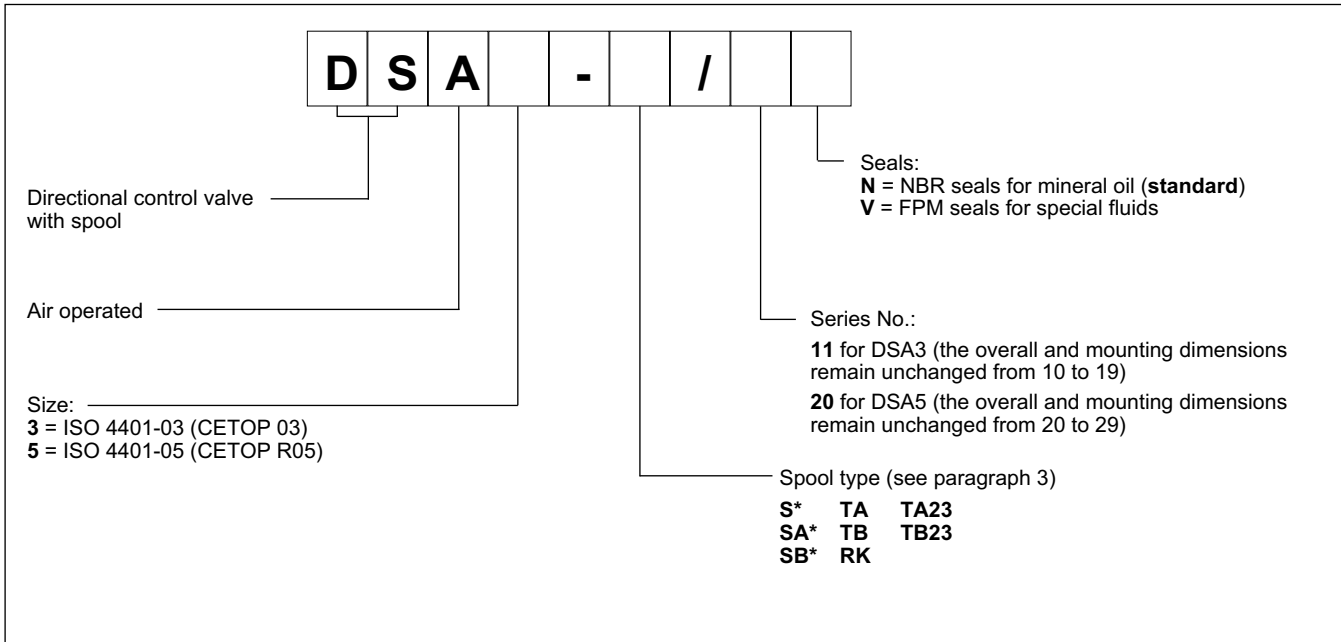 D S A - /
Directional control valve
with spool
Air operated
Size:
3 = ISO 4401-03 (CETOP 03)
5 = ISO 4401-05 (CETOP R05)
Seals:
N = NBR seals for mineral oil (standard)
V = FPM seals for special fluids
Series No.:
11 for DSA3 (the overall and mounting dimensions
remain unchanged from 10 to 19)
20 for DSA5 (the overall and mounting dimensions
remain unchanged from 20 to 29)
Spool type (see paragraph 3)
S* TA TA23
SA* TB TB23
SB* RK